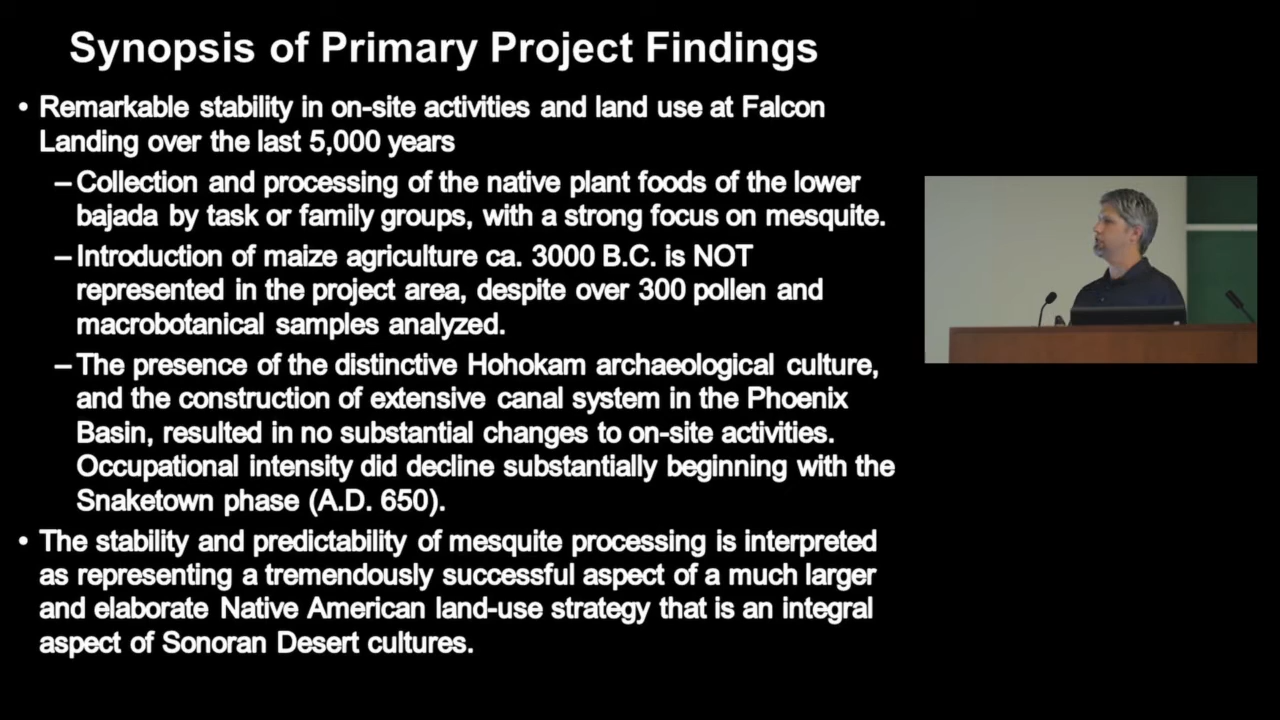 Synopsis of Primary Project Findings
• Remarkable stability in on-site activities and land use at Falcon
Landing over the last 5,000 years
– Collection and processing of the native plant foods of the lower
bajada by task or family groups, with a strong focus on mesquite.
– Introduction of maize agriculture ca. 3000 B.C. is NOT
represented in the project area, despite over 300 pollen and
macrobotanical samples analyzed.
– The presence of the distinctive Hohokam archaeological culture,
and the construction of extensive canal system in the Phoenix
Basin, resulted in no substantial changes to on-site activities.
Occupational intensity did decline substantially beginning with the
Snaketown phase (A.D. 650).
• The stability and predictability of mesquite processing is interpreted
as representing a tremendously successful aspect of a much larger
and elaborate Native American land-use strategy that is an integral
aspect of Sonoran Desert cultures.